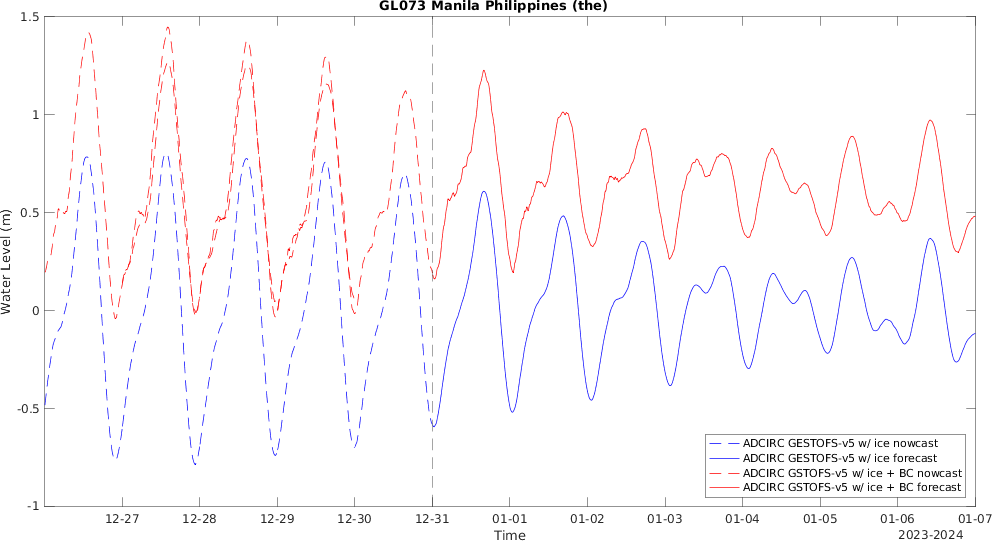 GL073 Manila Philippines (the)
Water Level (m)
1.5
1
0.5
0
-0.5
-1
12-27 12-28 12-29 12-30 12-31 01-01 01-02 01-03 01-04 01-05 01-06 01-07
Time
2023-2024
ADCIRC GESTOFS-v5 w/ ice nowcast
ADCIRC GESTOFS-v5 w/ ice forecast
ADCIRC GSTOFS-v5 w/ ice + BC nowcast
ADCIRC GSTOFS-v5 w/ ice + BC forecast